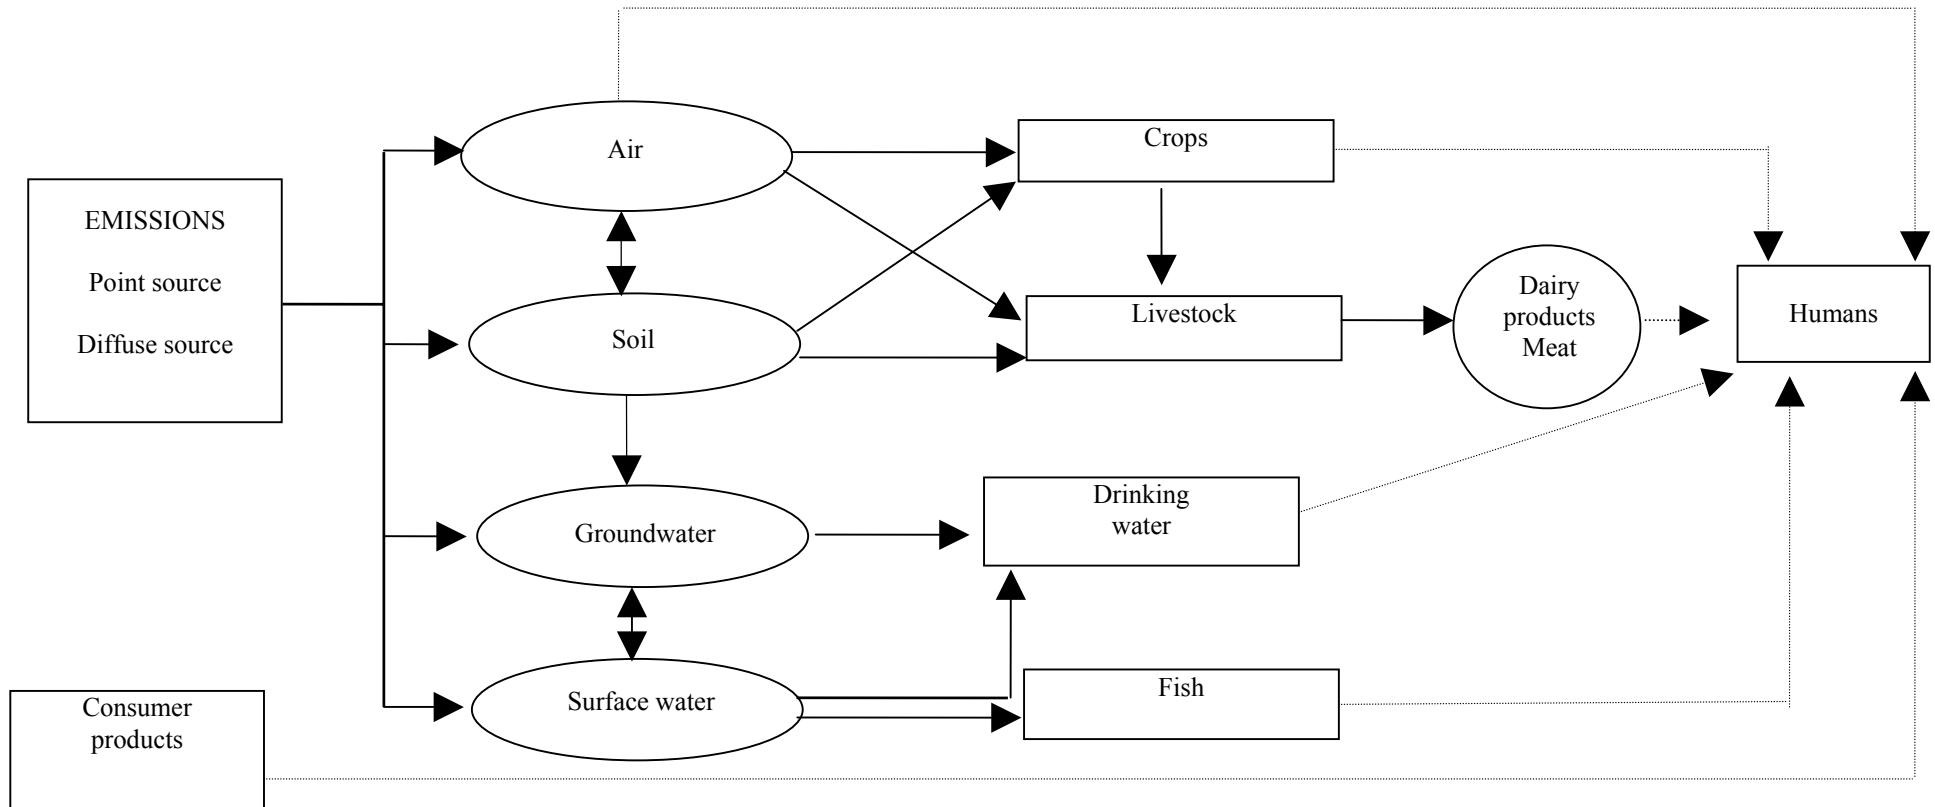 Air
Crops
EMISSIONS
Point source
Diffuse source
Soil
Livestock
Dairy
products
Meat
Humans
Groundwater
Drinking
water
Surface water
Fish
Consumer
products